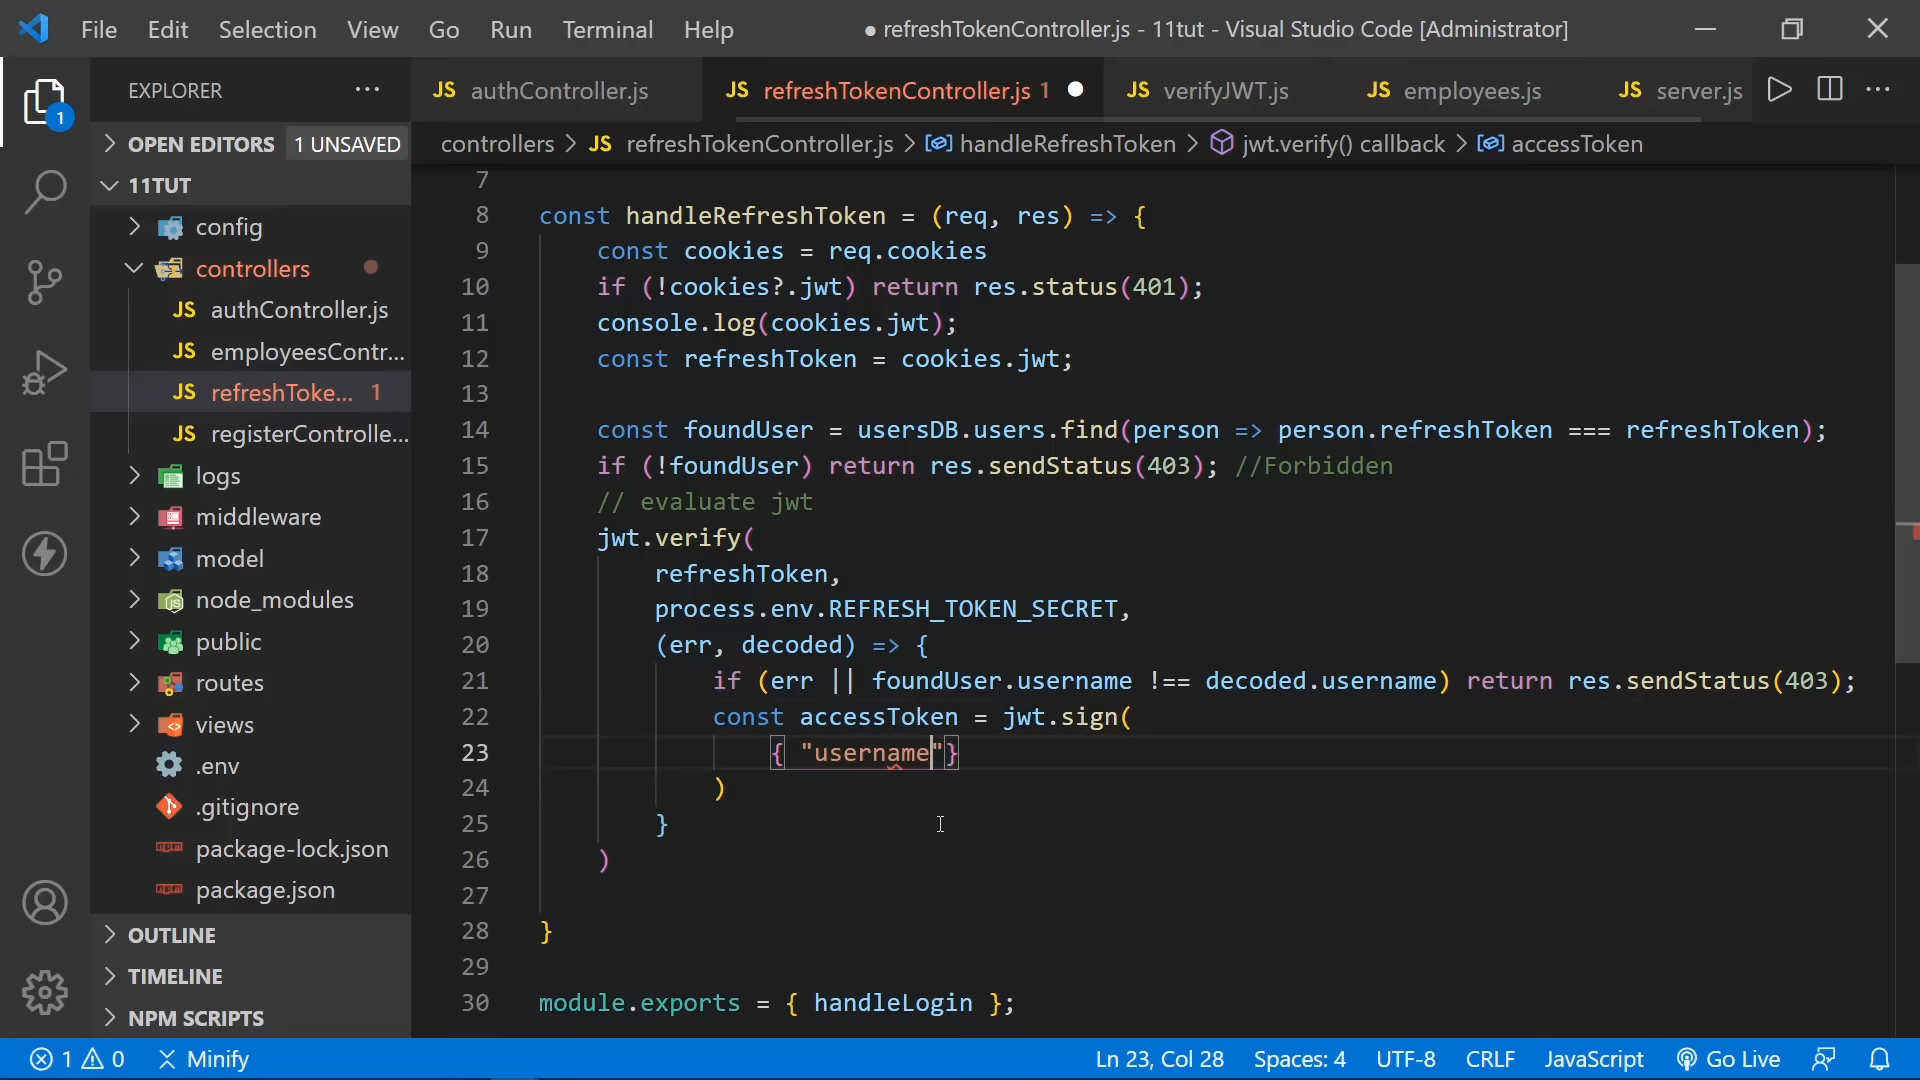 File Edit Selection View Go Run Terminal Help
● refreshTokenController.js - 11tut - Visual Studio Code [Administrator]
EXPLORER ···
JS authController.js
JS refreshTokenController.js 1
JS verifyJWT.js
JS employees.js
JS server.js
controllers > JS refreshTokenController.js > handleRefreshToken > jwt.verify() callback > accessToken
1
OPEN EDITORS 1 UNSAVED
11TUT
config
controllers
JS authController.js
JS employeesContr...
JS refreshToke... 1
JS registerControlle...
logs
middleware
model
node_modules
public
routes
views
.env
.gitignore
package-lock.json
package.json
OUTLINE
TIMELINE
NPM SCRIPTS
7
8 const handleRefreshToken = (req, res) => {
9 const cookies = req.cookies
10 if (!cookies?.jwt) return res.status(401);
11 console.log(cookies.jwt);
12 const refreshToken = cookies.jwt;
13
14 const foundUser = usersDB.users.find(person => person.refreshToken === refreshToken);
15 if (!foundUser) return res.sendStatus(403); //Forbidden
16 // evaluate jwt
17 jwt.verify(
18 refreshToken,
19 process.env.REFRESH_TOKEN_SECRET,
20 (err, decoded) => {
21 if (err || foundUser.username !== decoded.username) return res.sendStatus(403);
22 const accessToken = jwt.sign(
23 { "username"}
24 )
25 }
26 )
27
28 }
29
30 module.exports = { handleLogin };
1 0 Minify
Ln 23, Col 28 Spaces: 4 UTF-8 CRLF JavaScript Go Live